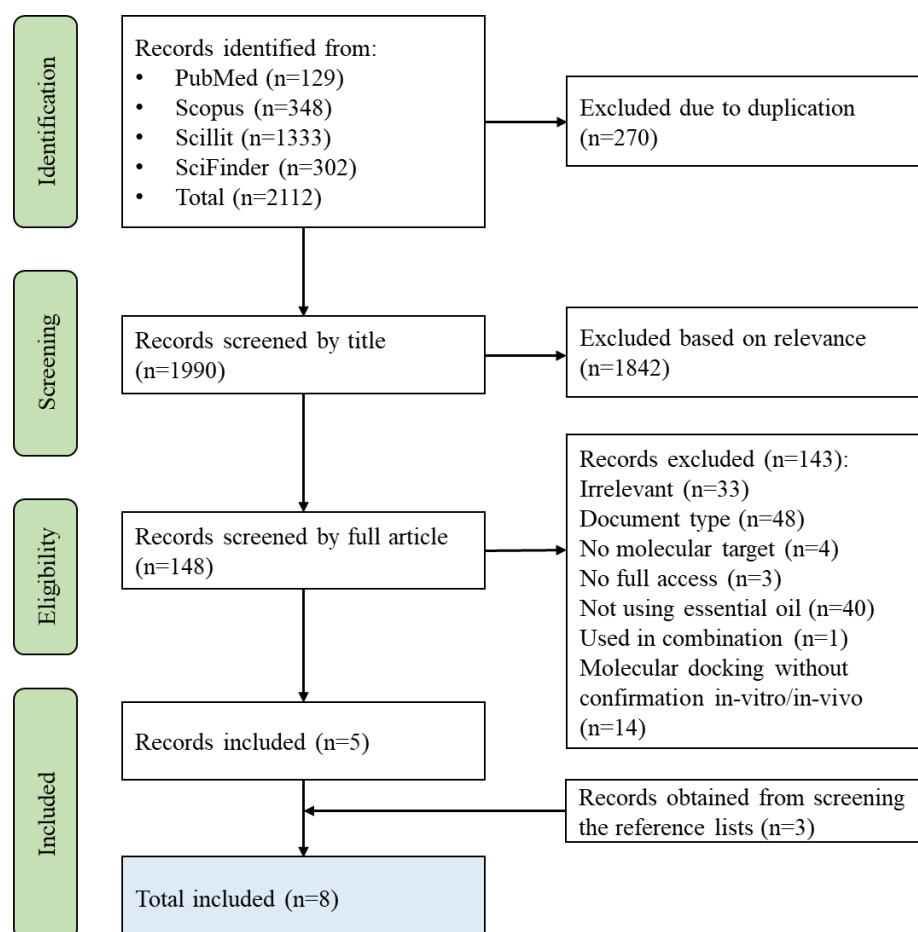 Identification
Records identified from:
• PubMed (n=129)
• Scopus (n=348)
• Scillit (n=1333)
• SciFinder (n=302)
• Total (n=2112)
Excluded due to duplication
(n=270)
Screening
Records screened by title
(n=1990)
Excluded based on relevance
(n=1842)
Eligibility
Records screened by full article
(n=148)
Records excluded (n=143):
Irrelevant (n=33)
Document type (n=48)
No molecular target (n=4)
No full access (n=3)
Not using essential oil (n=40)
Used in combination (n=1)
Molecular docking without
confirmation in-vitro/in-vivo
(n=14)
Included
Records included (n=5)
Records obtained from screening
the reference lists (n=3)
Total included (n=8)